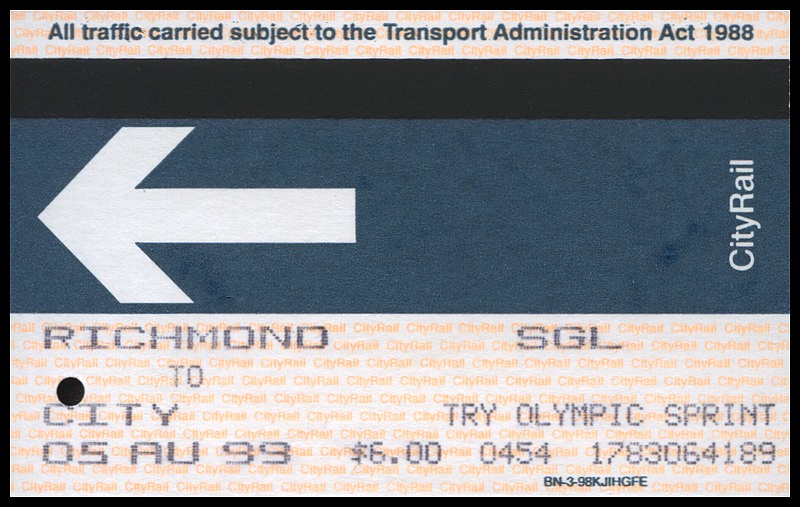 All traffic carried subject to the Transport Administration Act 1988
CityRail
RICHMOND SGL
TO
CITY TRY OLYMPIC SPRINT
05 AU 99 $6.00 0454 1783064189
BN-3-98KJIHGFE